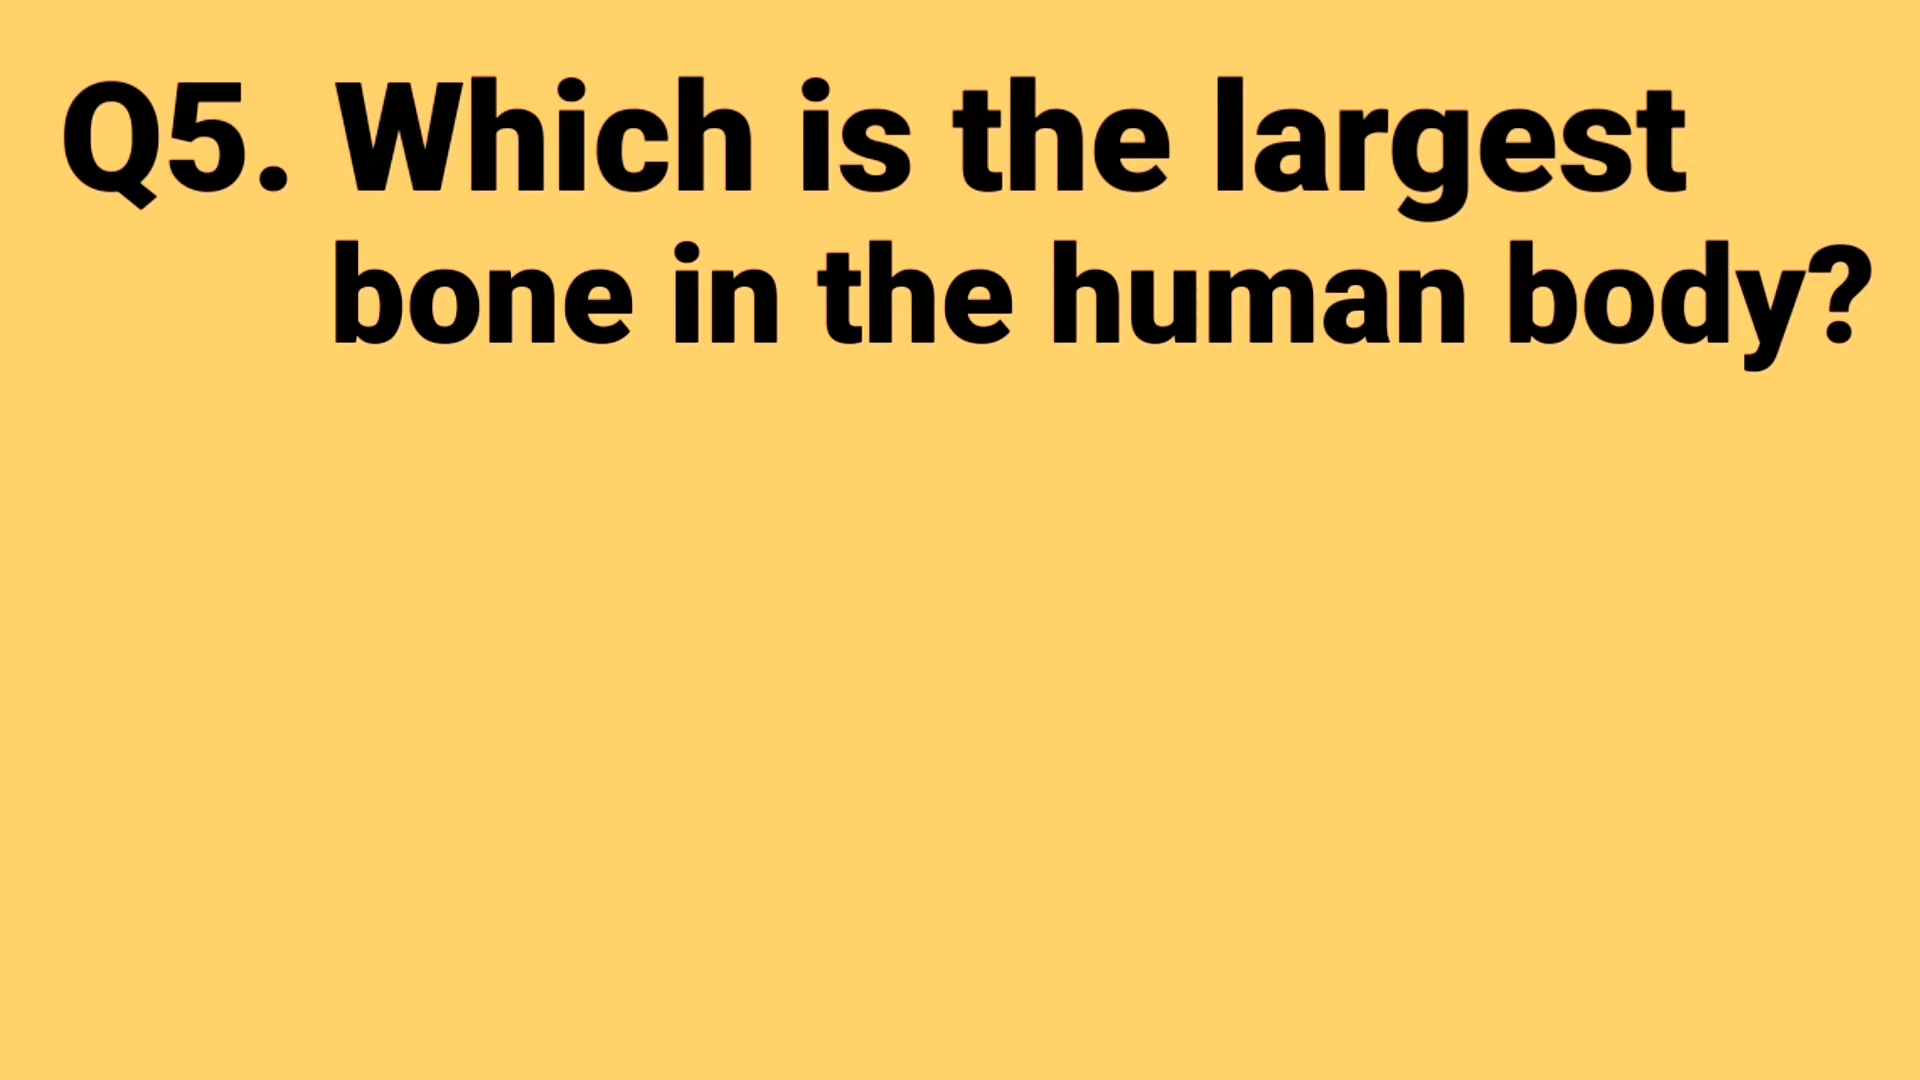 Q5. Which is the largest
bone in the human body?